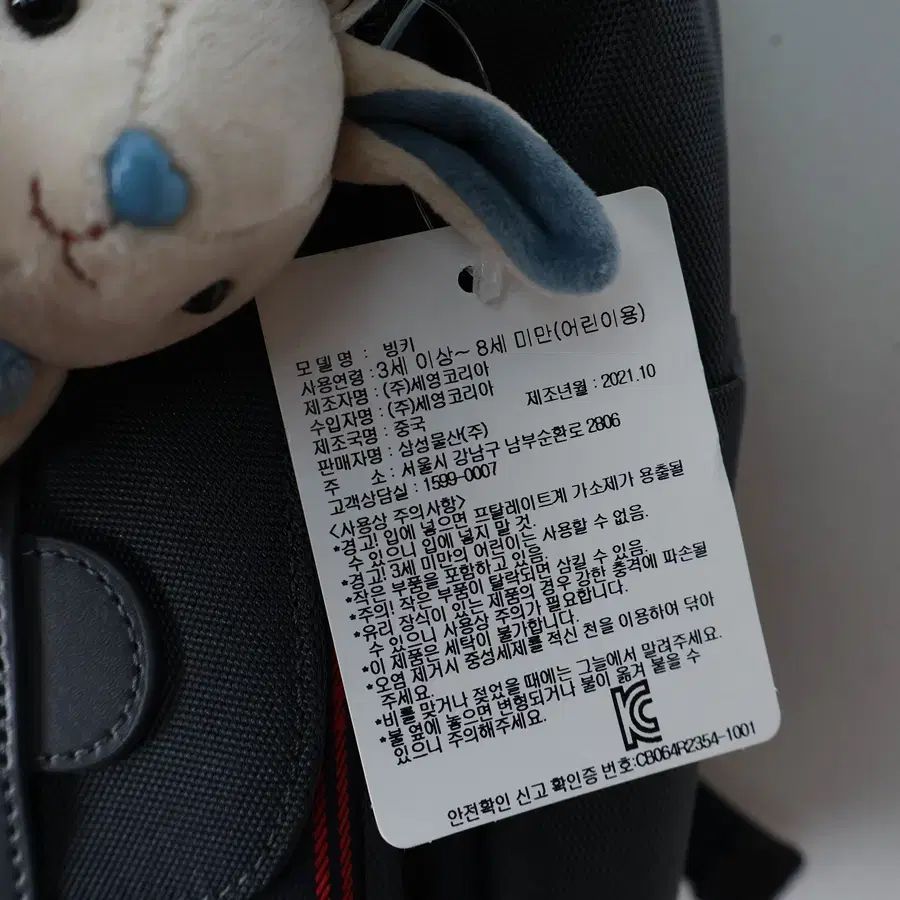 모 델 명 : 빙키
사용연령 : 3세 이상~ 8세 미만(어린이용)
제조자명 : (주)세영코리아
수입자명 : (주)세영코리아 제조년월 : 2021.10
제조국명 : 중국
판매자명 : 삼성물산(주)
주 소 : 서울시 강남구 남부순환로 2806
고객상담실 : 1599-0007
<사용상 주의사항>
*경고! 입에 넣으면 프탈레이트계 가소제가 용출될
수 있으니 입에 넣지 말 것.
*경고! 3세 미만의 어린이는 사용할 수 없음.
*작은 부품을 포함하고 있음.
*주의! 작은 부품이 탈락되면 삼킬 수 있음.
*유리 장식이 있는 제품의 경우 강한 충격에 파손될
수 있으니 사용상 주의가 필요합니다.
*이 제품은 세탁이 불가합니다.
*오염 제거시 중성세제를 적신 천을 이용하여 닦아
주세요.
*비를 맞거나 젖었을 때에는 그늘에서 말려주세요.
*불 옆에 놓으면 변형되거나 불이 옮겨 붙을 수
있으니 주의해주세요.
안전확인 신고 확인증 번호:CB064R2354-1001